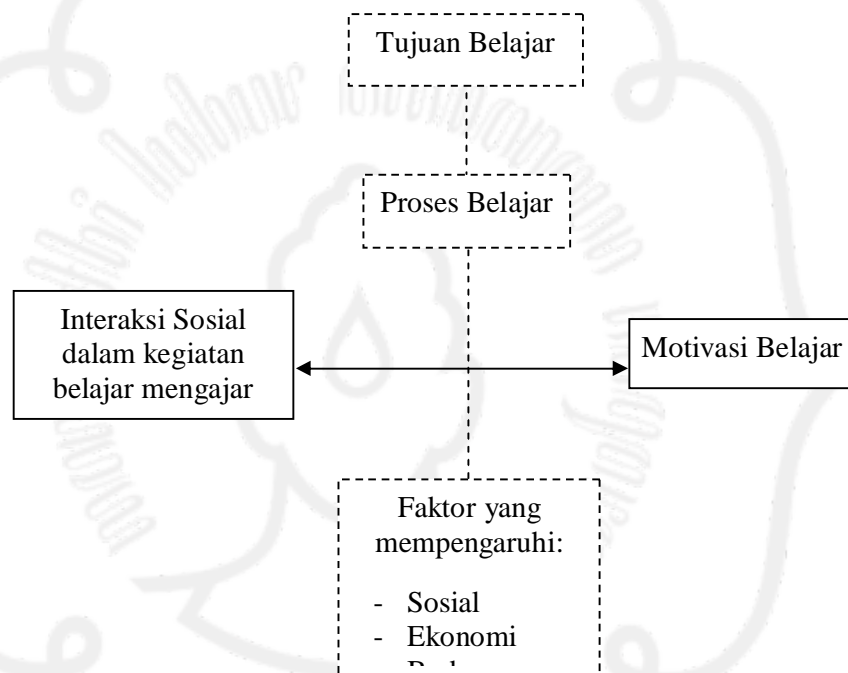 Tujuan Belajar
Proses Belajar
Interaksi Sosial
dalam kegiatan
belajar mengajar
Motivasi Belajar
Faktor yang
mempengaruhi:
- Sosial
- Ekonomi